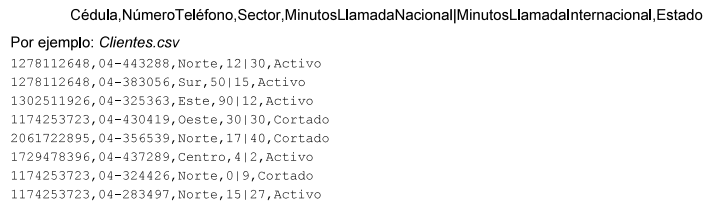 Cédula,NúmeroTeléfono,Sector,MinutosLlamadaNacional|MinutosLlamadaInternacional,Estado
Por ejemplo: Clientes.csv
1278112648,04-443288,Norte,12|30,Activo
1278112648,04-383056,Sur,50|15,Activo
1302511926,04-325363,Este,90|12,Activo
1174253723,04-430419,Oeste,30|30,Cortado
2061722895,04-356539,Norte,17|40,Cortado
1729478396,04-437289,Centro,4|2,Activo
1174253723,04-324426,Norte,0|9,Cortado
1174253723,04-283497,Norte,15|27,Activo